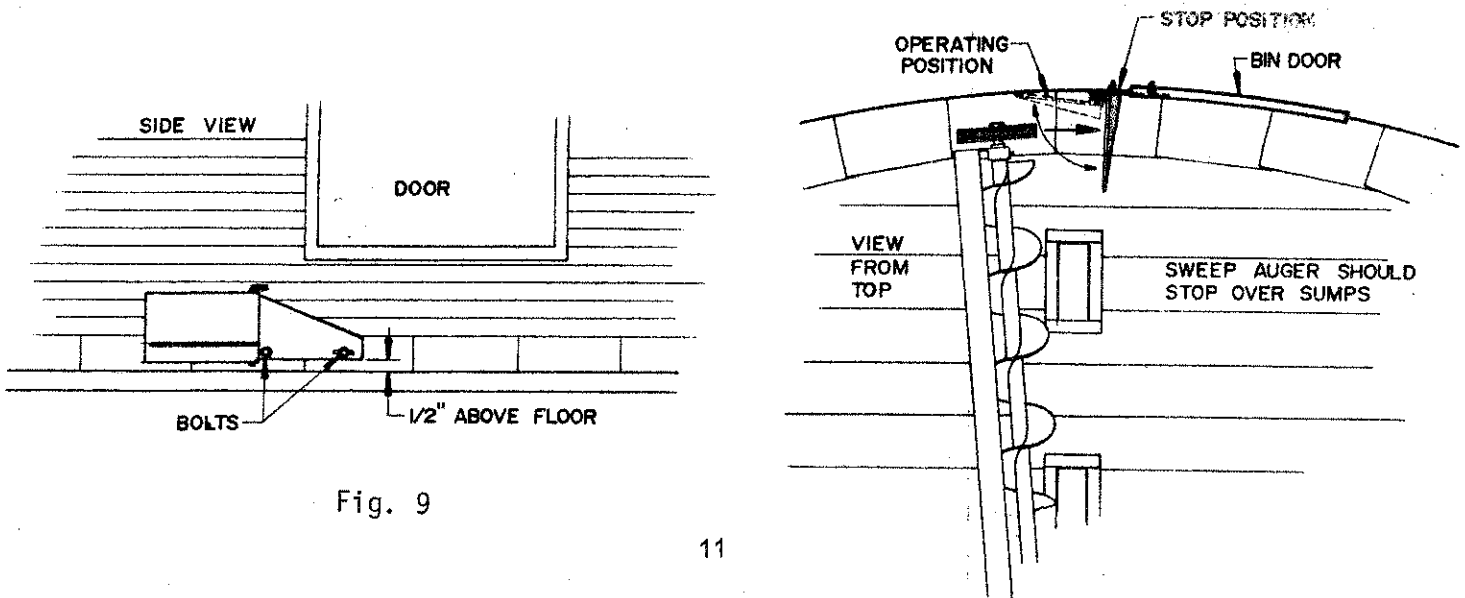 SIDE VIEW
DOOR
BOLTS
1/2" ABOVE FLOOR
Fig. 9
STOP POSITION
OPERATING
POSITION
BIN DOOR
VIEW
FROM
TOP
SWEEP AUGER SHOULD
STOP OVER SUMPS
11